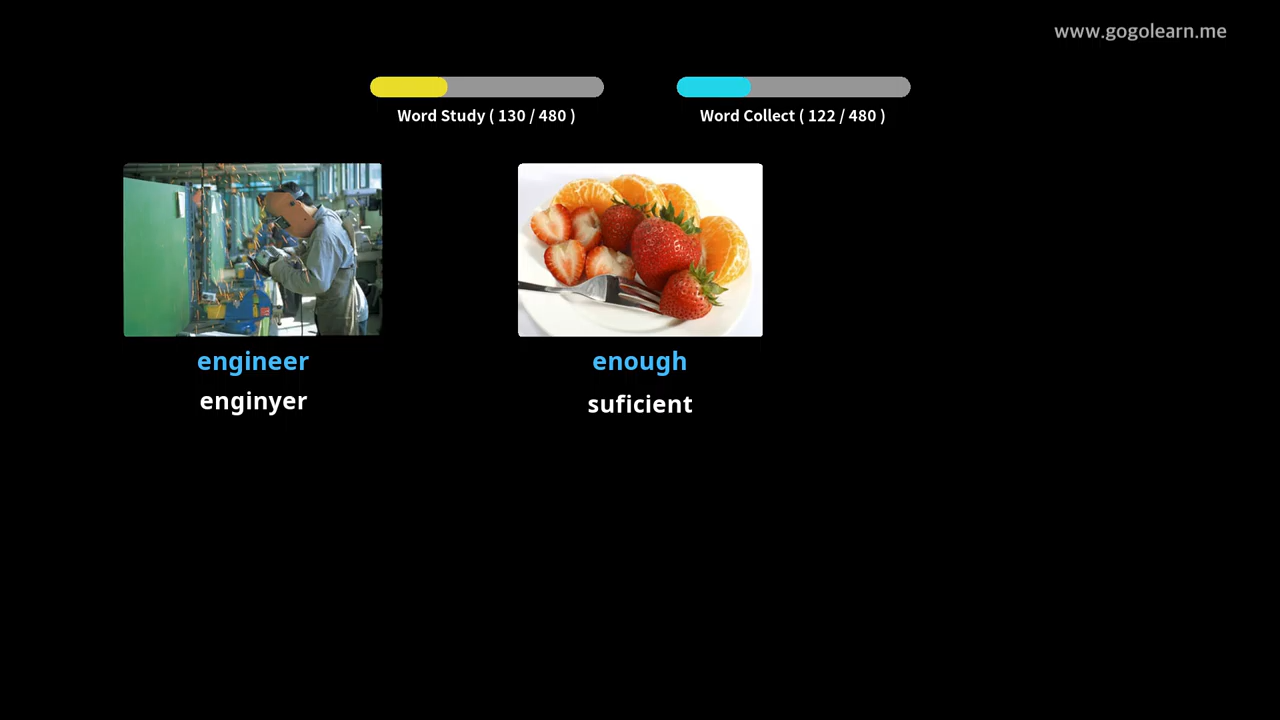 www.gogolearn.me
Word Study ( 130 / 480 )
Word Collect ( 122 / 480 )
engineer
enginyer
enough
suficient